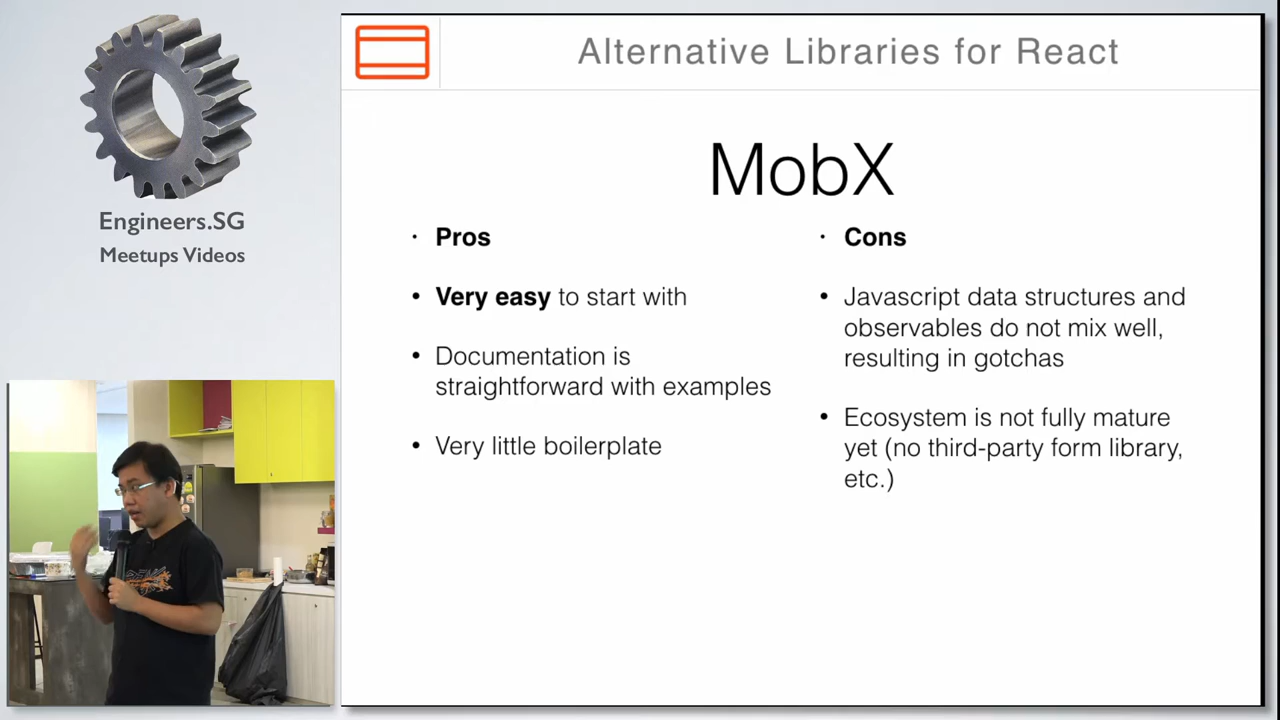 Engineers.SG
Meetups Videos
Alternative Libraries for React
MobX
· Pros
• Very easy to start with
• Documentation is
straightforward with examples
• Very little boilerplate
· Cons
• Javascript data structures and
observables do not mix well,
resulting in gotchas
• Ecosystem is not fully mature
yet (no third-party form library,
etc.)